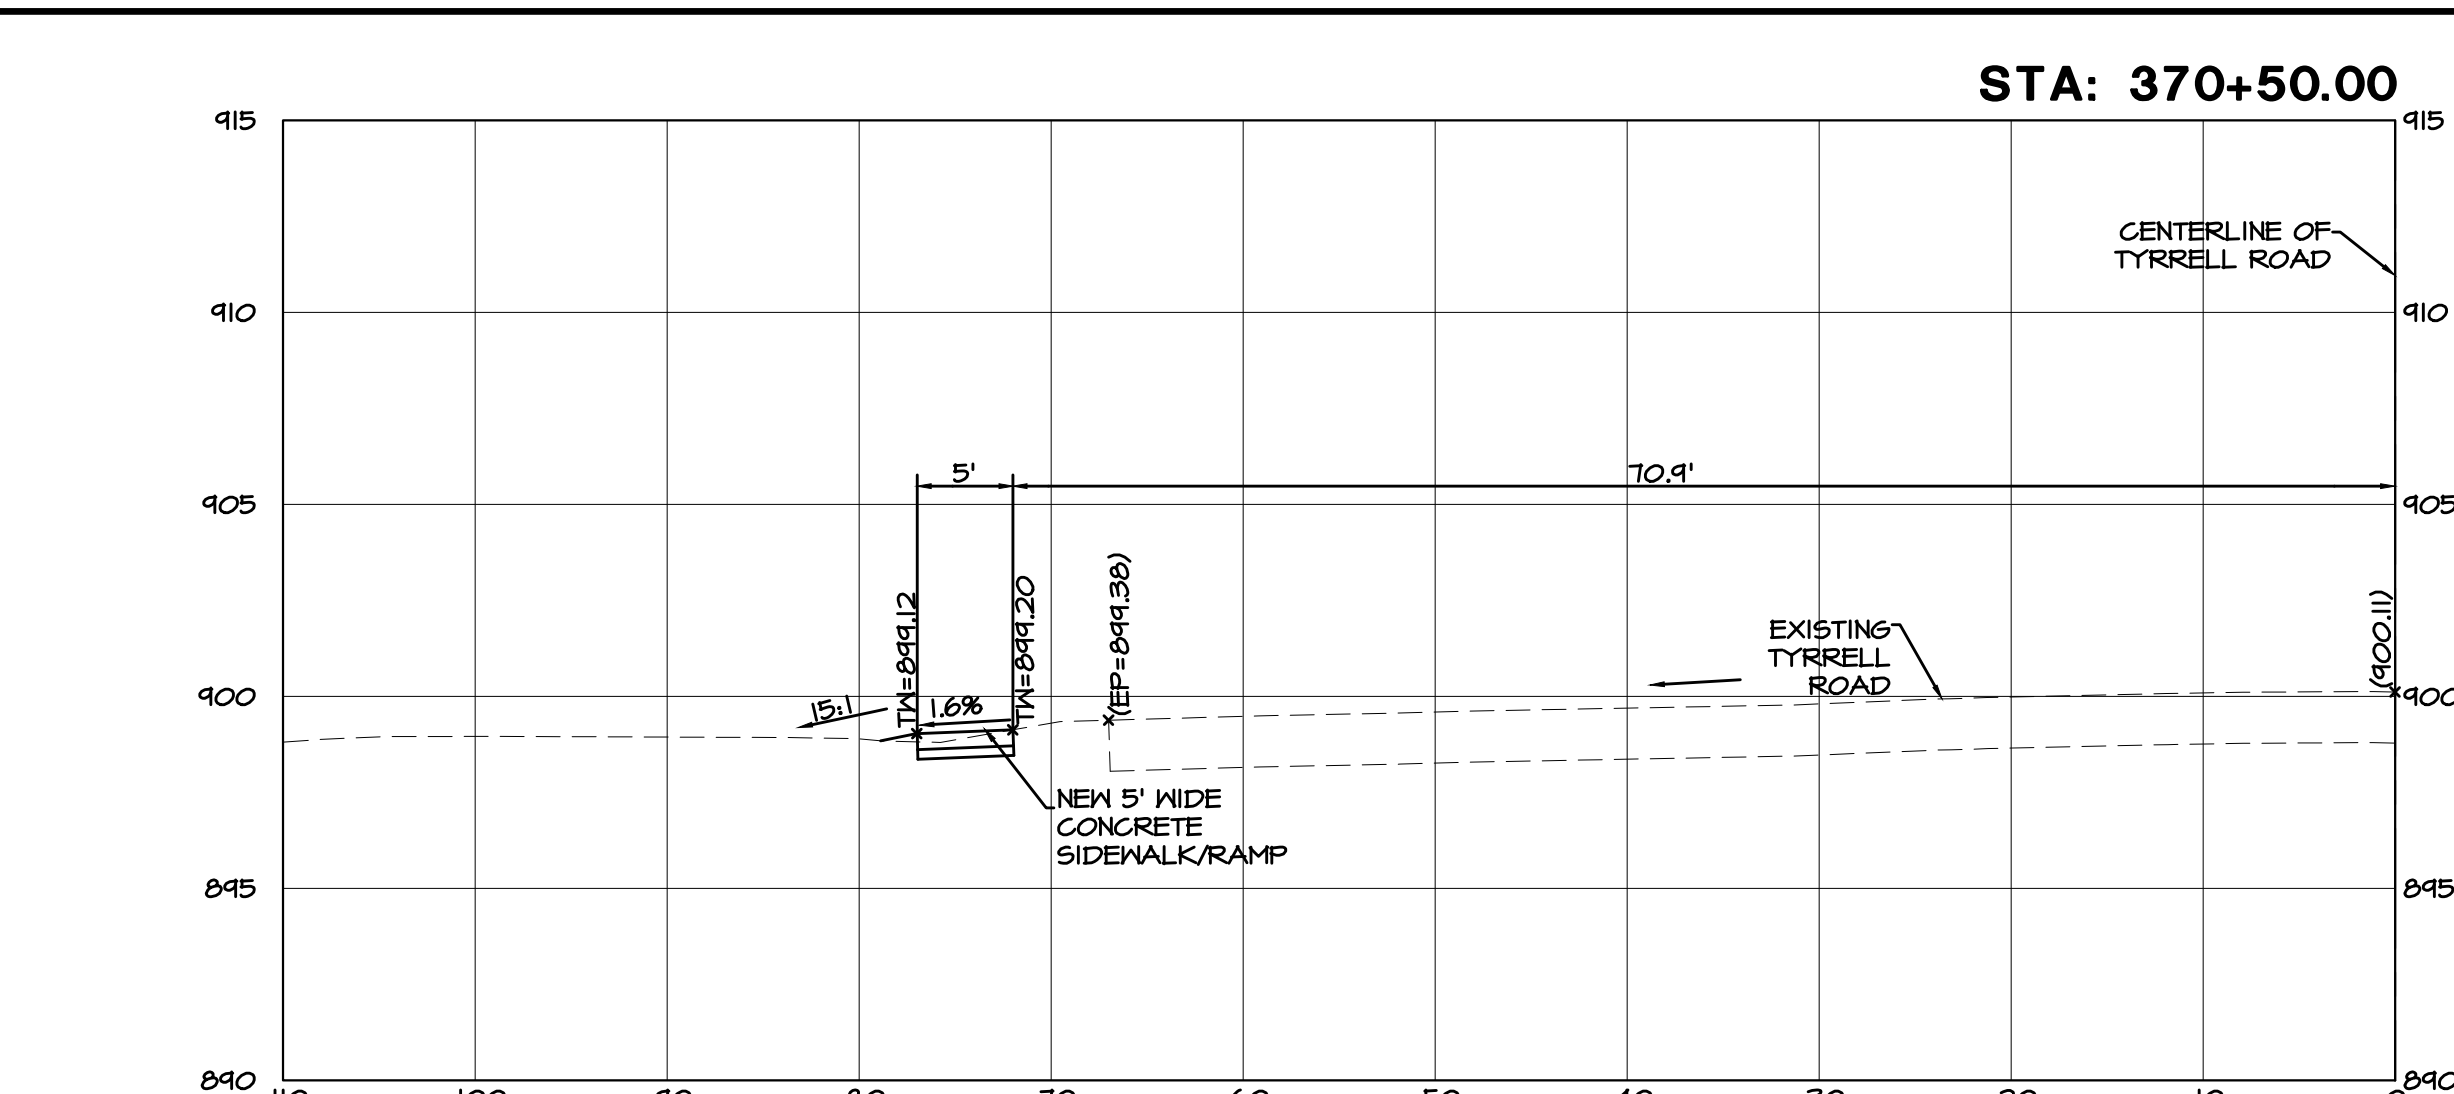 STA: 370+50.00
915
915
CENTERLINE OF
TYRRELL ROAD
910
910
5'
70.9'
905
905
TW=899.12
TW=899.20
(EP=899.38)
(900.11)
EXISTING
TYRRELL
ROAD
15:1
1.6%
900
900
NEW 5' WIDE
CONCRETE
SIDEWALK/RAMP
895
895
890
890